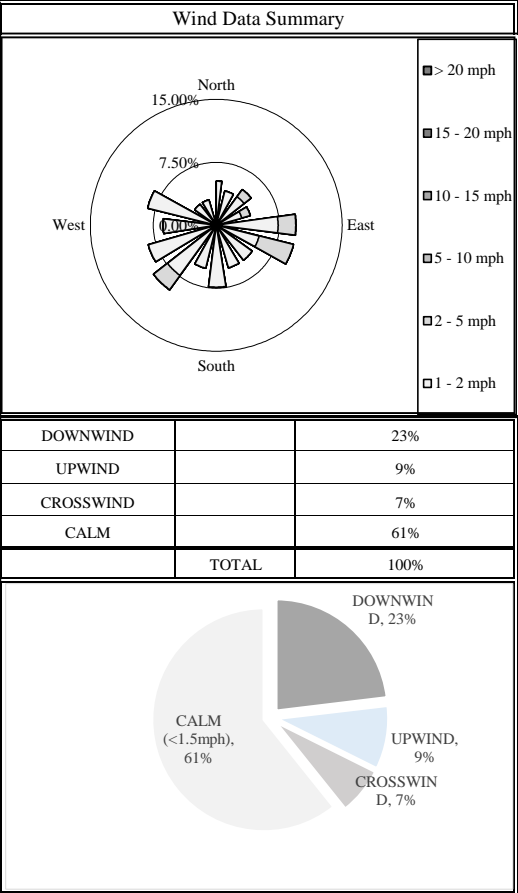 Wind Data Summary
North
15.00%
7.50%
0.00%
West
East
South
> 20 mph
15 - 20 mph
10 - 15 mph
5 - 10 mph
2 - 5 mph
1 - 2 mph
DOWNWIND 23%
UPWIND 9%
CROSSWIND 7%
CALM 61%
TOTAL 100%
DOWNWIN
D, 23%
CALM
(<1.5mph),
61%
UPWIND,
9%
CROSSWIN
D, 7%